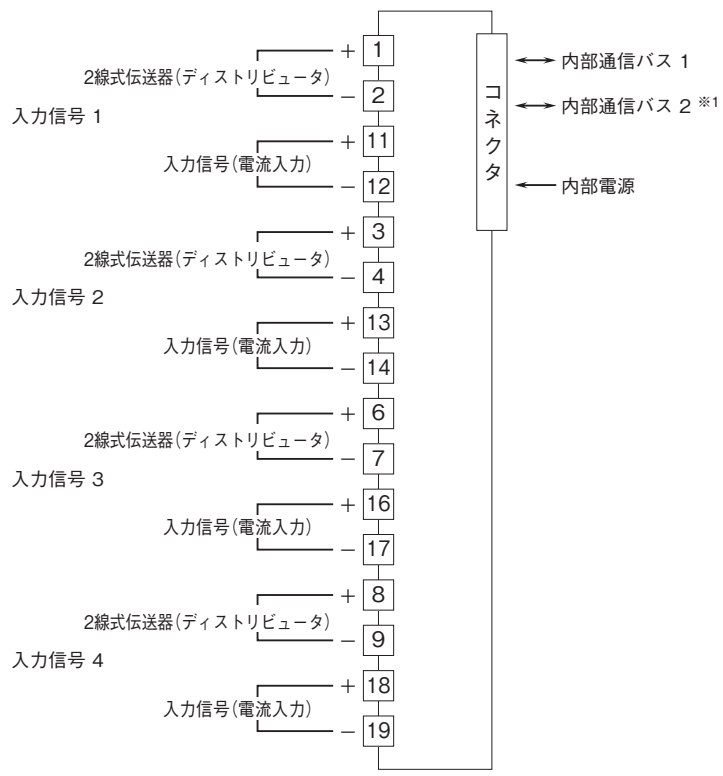 + 1
2線式伝送器(ディストリビュータ)
− 2
入力信号 1
+ 11
入力信号(電流入力)
− 12
+ 3
2線式伝送器(ディストリビュータ)
− 4
入力信号 2
+ 13
入力信号(電流入力)
− 14
+ 6
2線式伝送器(ディストリビュータ)
− 7
入力信号 3
+ 16
入力信号(電流入力)
− 17
+ 8
2線式伝送器(ディストリビュータ)
− 9
入力信号 4
+ 18
入力信号(電流入力)
− 19
コネクタ
内部通信バス 1
内部通信バス 2 ※1
内部電源